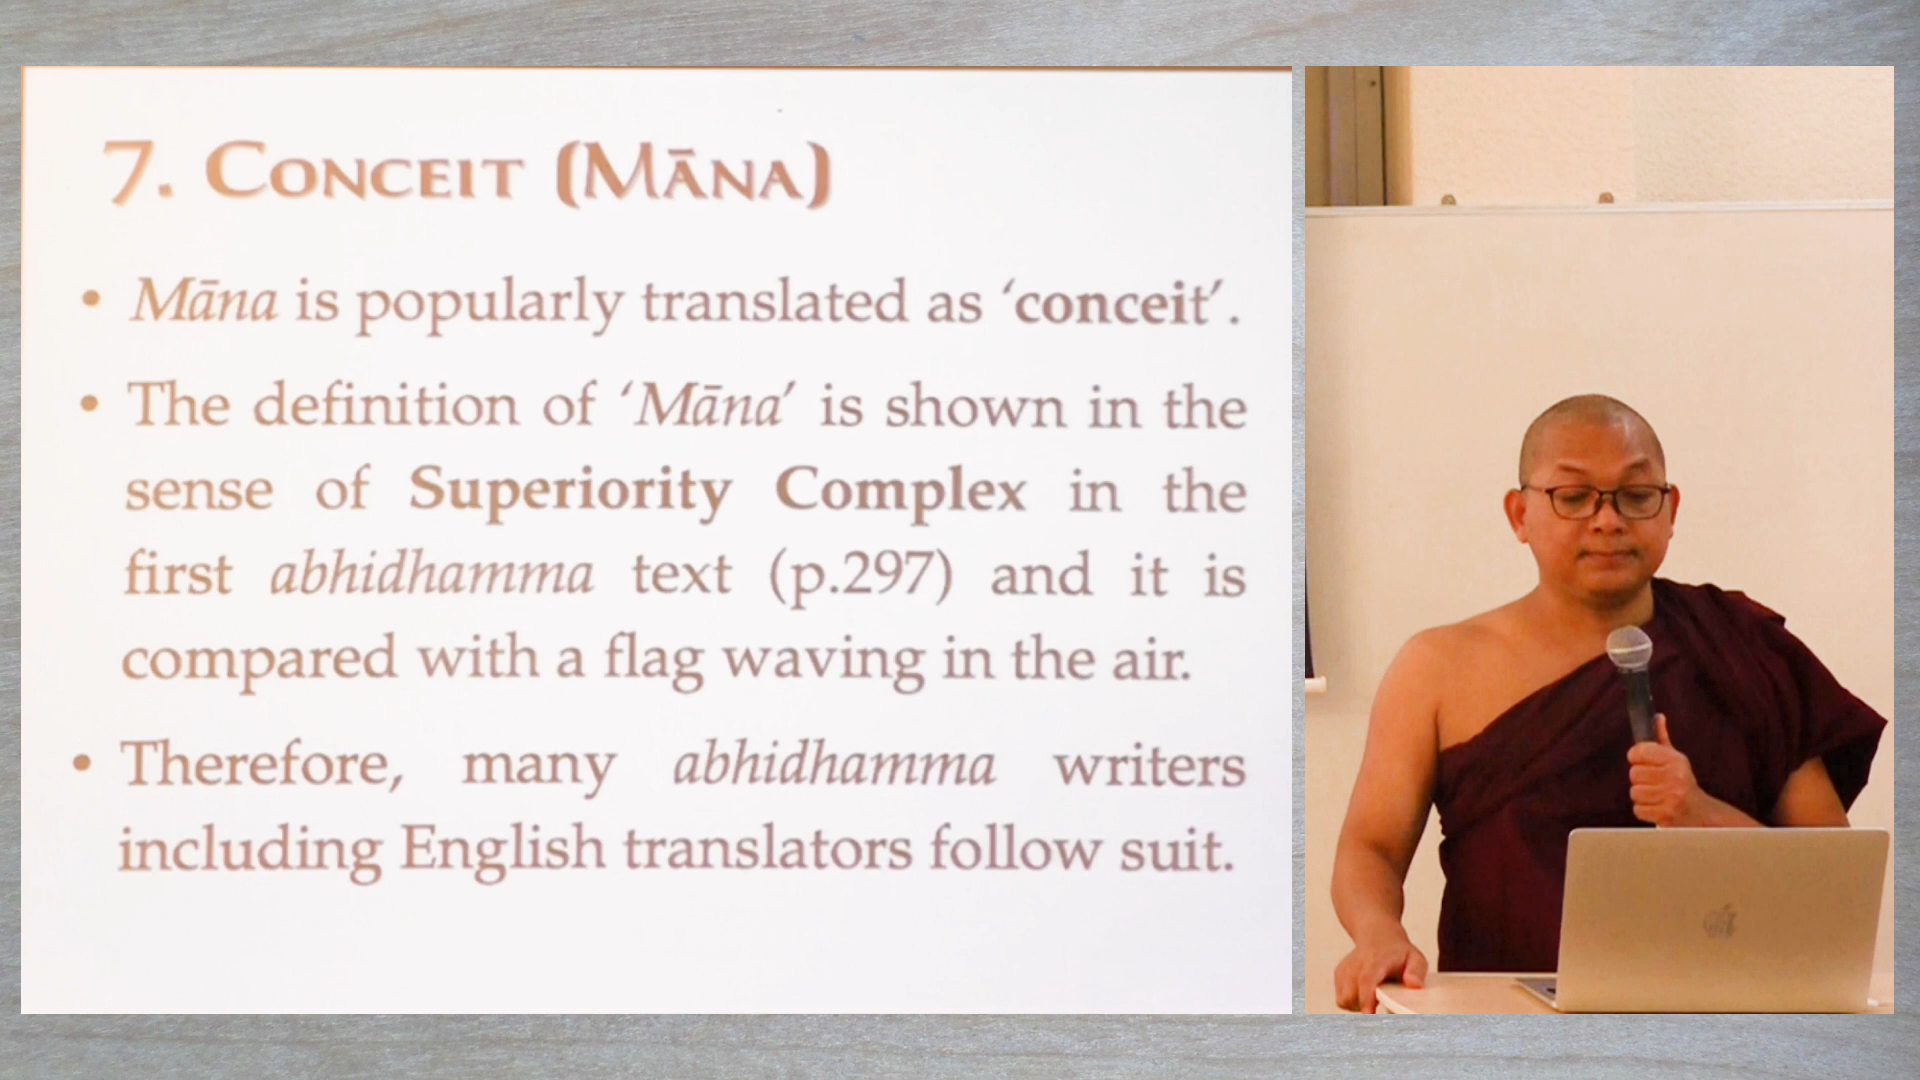 7. CONCEIT (MĀNA)
• Māna is popularly translated as ‘conceit’.
• The definition of ‘Māna’ is shown in the
sense of Superiority Complex in the
first abhidhamma text (p.297) and it is
compared with a flag waving in the air.
• Therefore, many abhidhamma writers
including English translators follow suit.